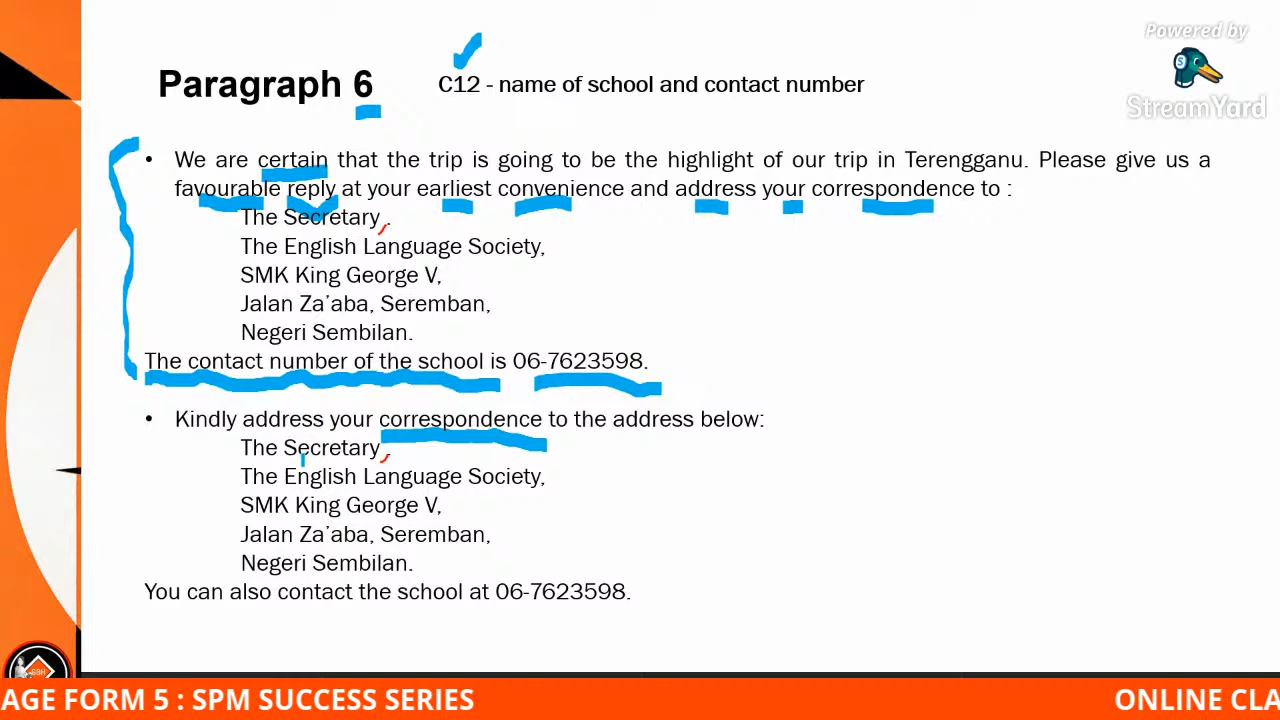 Powered by
StreamYard
Paragraph 6
C12 - name of school and contact number
• We are certain that the trip is going to be the highlight of our trip in Terengganu. Please give us a
favourable reply at your earliest convenience and address your correspondence to :
The Secretary, .
The English Language Society,
SMK King George V,
Jalan Za’aba, Seremban,
Negeri Sembilan.
The contact number of the school is 06-7623598.
• Kindly address your correspondence to the address below:
The Secretary,
The English Language Society,
SMK King George V,
Jalan Za’aba, Seremban,
Negeri Sembilan.
You can also contact the school at 06-7623598.
AGE FORM 5 : SPM SUCCESS SERIES
ONLINE CLA